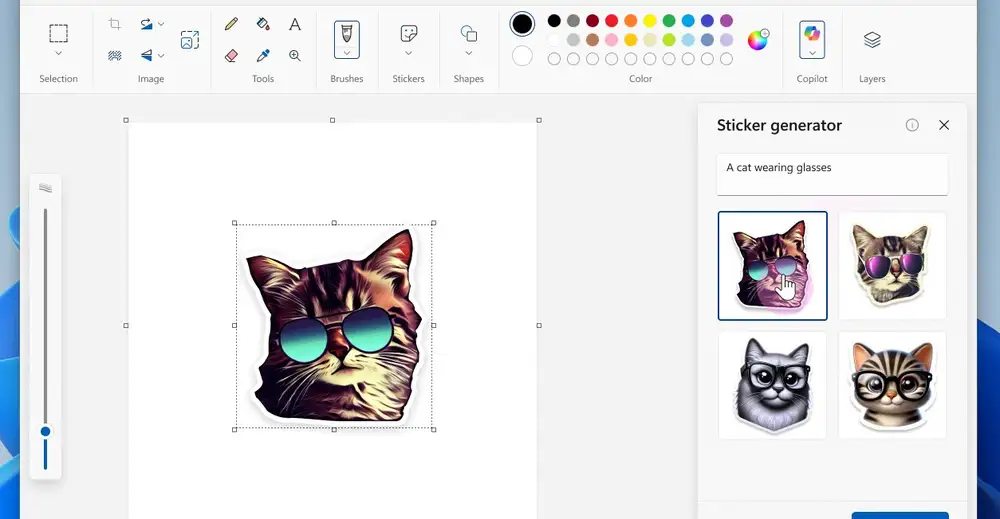 Selection
Image
Tools
Brushes
Stickers
Shapes
Color
Copilot
Layers
Sticker generator
A cat wearing glasses